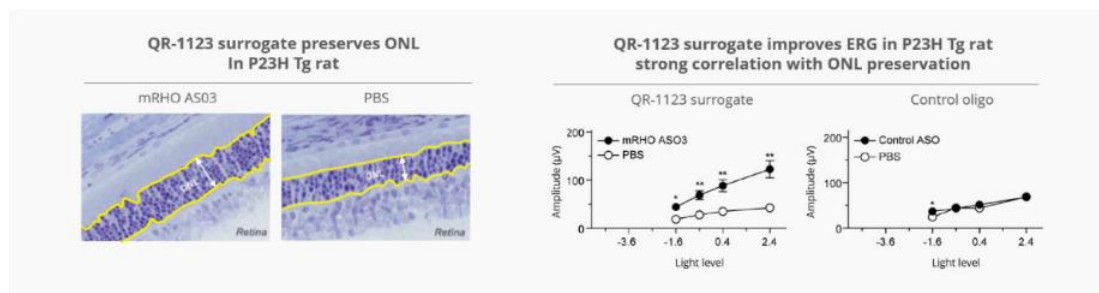 QR-1123 surrogate preserves ONL
In P23H Tg rat
mRHO AS03
PBS
ONL
Retina
ONL
Retina
QR-1123 surrogate improves ERG in P23H Tg rat
strong correlation with ONL preservation
QR-1123 surrogate
Control oligo
Amplitude (µV)
200
100
0
mRHO ASO3
PBS
*
**
**
**
-3.6
-1.6
0.4
2.4
Light level
Amplitude (µV)
200
100
0
Control ASO
PBS
*
-3.6
-1.6
0.4
2.4
Light level